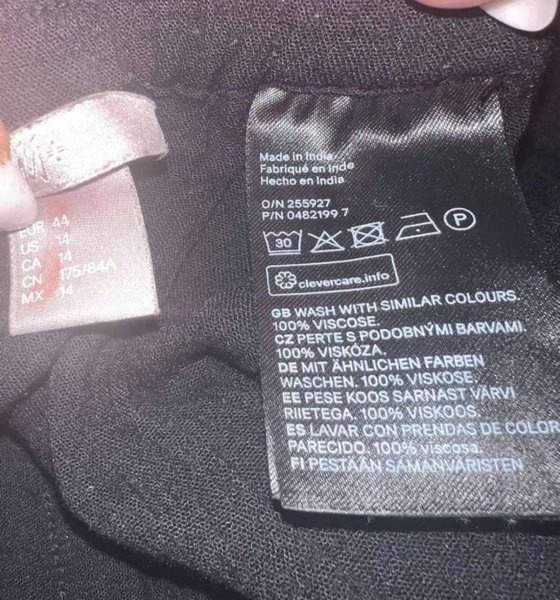 EUR 44
US 14
CA 14
CN 175/84A
MX 14
Made in India
Fabriqué en Inde
Hecho en India
O/N 255927
P/N 0482199 7
30
P
clevercare.info
GB WASH WITH SIMILAR COLOURS.
100% VISCOSE.
CZ PERTE S PODOBNÝMI BARVAMI.
100% VISKÓZA.
DE MIT ÄHNLICHEN FARBEN
WASCHEN. 100% VISKOSE.
EE PESE KOOS SARNAST VÄRVI
RIIETEGA. 100% VISKOOS.
ES LAVAR CON PRENDAS DE COLOR
PARECIDO. 100% viscosa.
FI PESTÄÄN SAMANVÄRISTEN